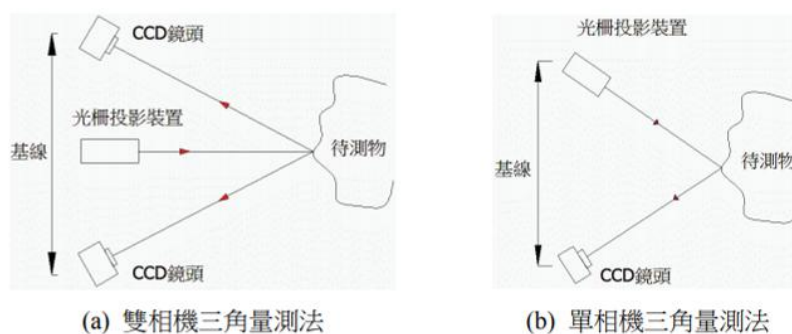 CCD鏡頭
光柵投影裝置
基線
待測物
CCD鏡頭
(a) 雙相機三角量測法
光柵投影裝置
基線
待測物
CCD鏡頭
(b) 單相機三角量測法